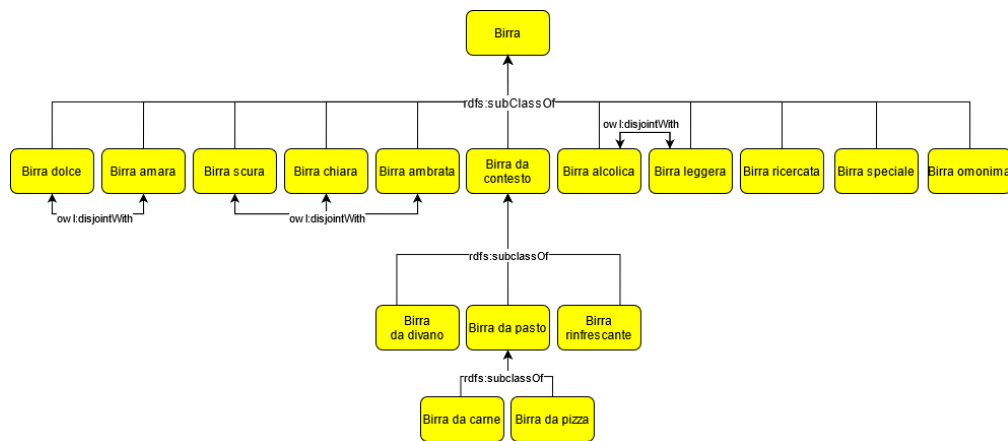 Birra
rdfs:subClassOf
owl:disjointWith
Birra dolce
Birra amara
Birra scura
Birra chiara
Birra ambrata
Birra da
contesto
Birra alcolica
Birra leggera
Birra ricercata
Birra speciale
Birra omonima
owl:disjointWith
owl:disjointWith
rdfs:subclassOf
Birra
da divano
Birra da pasto
Birra
rinfrescante
rdfs:subclassOf
Birra da carne
Birra da pizza